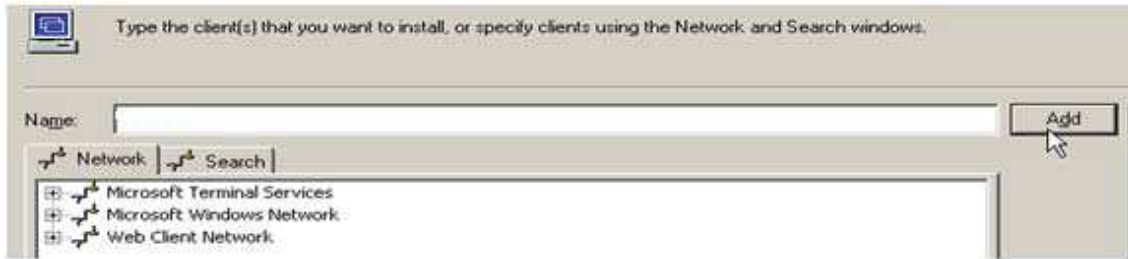 Type the client(s) that you want to install, or specify clients using the Network and Search windows.
Name:
Add
Network
Search
Microsoft Terminal Services
Microsoft Windows Network
Web Client Network